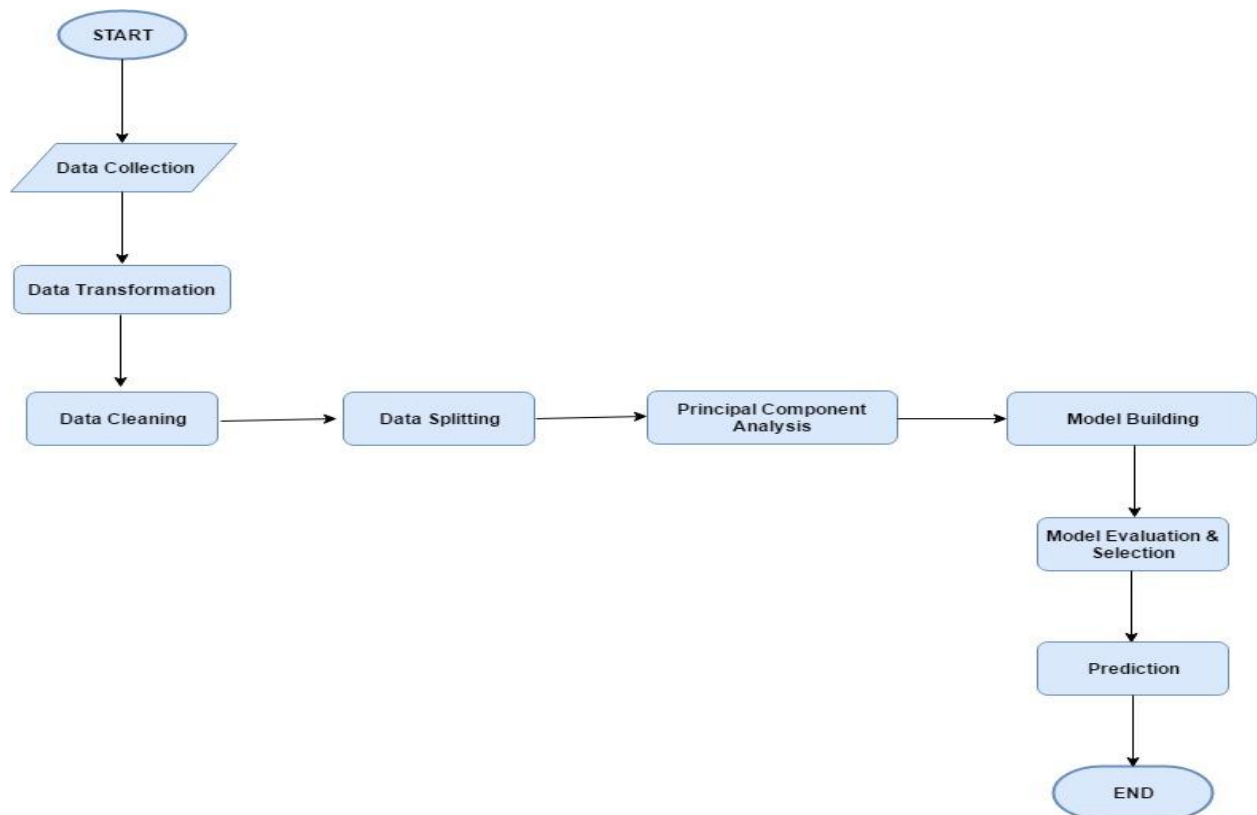 START
Data Collection
Data Transformation
Data Cleaning
Data Splitting
Principal Component
Analysis
Model Building
Model Evaluation &
Selection
Prediction
END